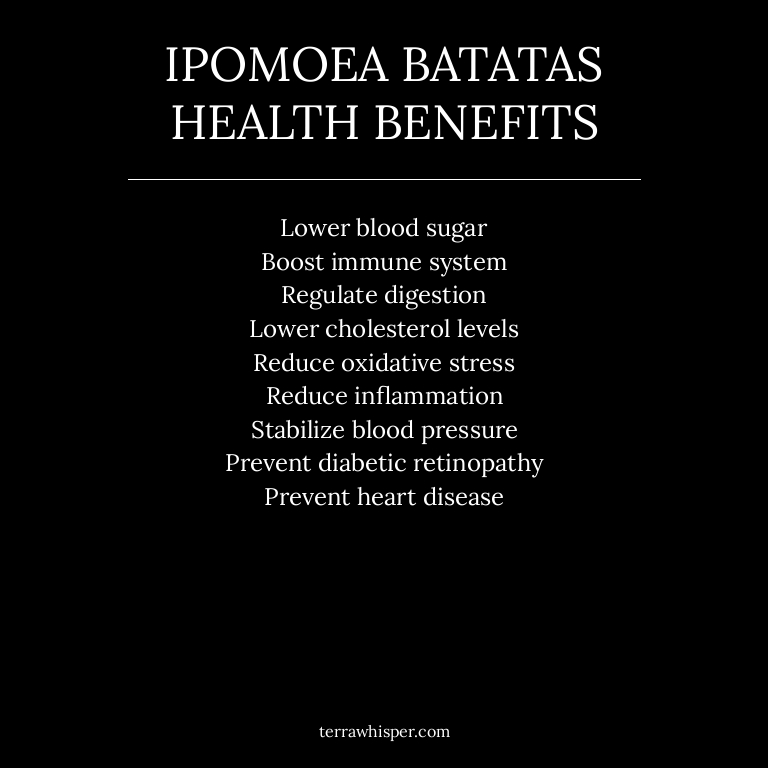 IPOMOEA BATATAS
HEALTH BENEFITS
Lower blood sugar
Boost immune system
Regulate digestion
Lower cholesterol levels
Reduce oxidative stress
Reduce inflammation
Stabilize blood pressure
Prevent diabetic retinopathy
Prevent heart disease
terrawhisper.com